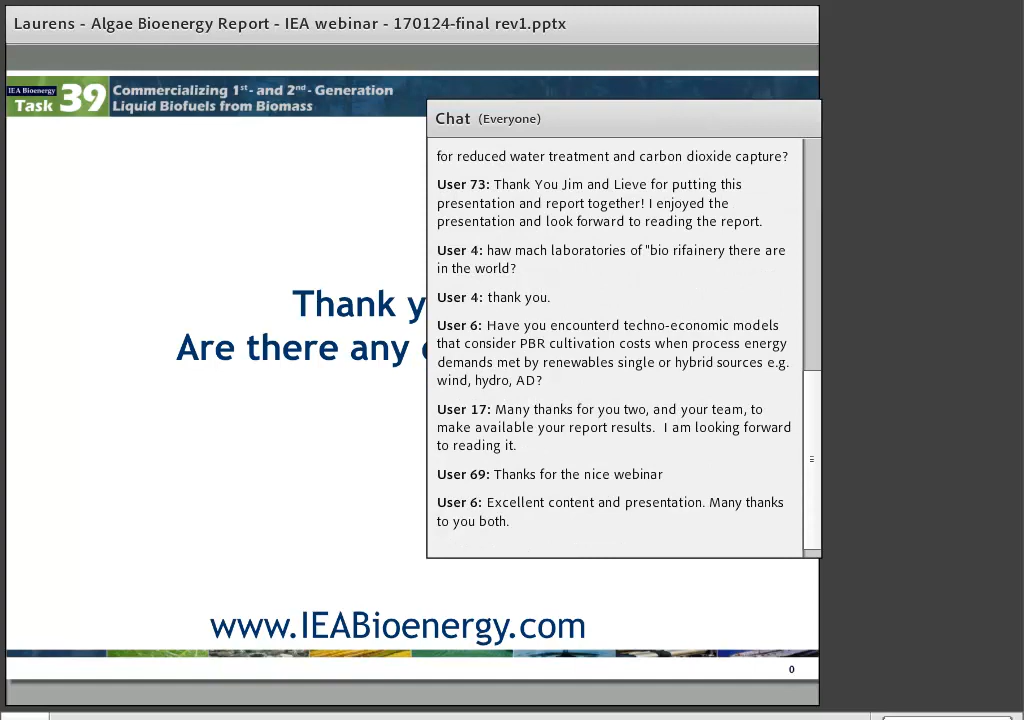 Laurens - Algae Bioenergy Report - IEA webinar - 170124-final rev1.pptx
IEA Bioenergy
Task 39
Commercializing 1st- and 2nd- Generation
Liquid Biofuels from Biomass
Thank y
Are there any
www.IEABioenergy.com
0
Chat (Everyone)
for reduced water treatment and carbon dioxide capture?
User 73: Thank You Jim and Lieve for putting this
presentation and report together! I enjoyed the
presentation and look forward to reading the report.
User 4: haw mach laboratories of "bio rifainery there are
in the world?
User 4: thank you.
User 6: Have you encounterd techno-economic models
that consider PBR cultivation costs when process energy
demands met by renewables single or hybrid sources e.g.
wind, hydro, AD?
User 17: Many thanks for you two, and your team, to
make available your report results.  I am looking forward
to reading it.
User 69: Thanks for the nice webinar
User 6: Excellent content and presentation. Many thanks
to you both.